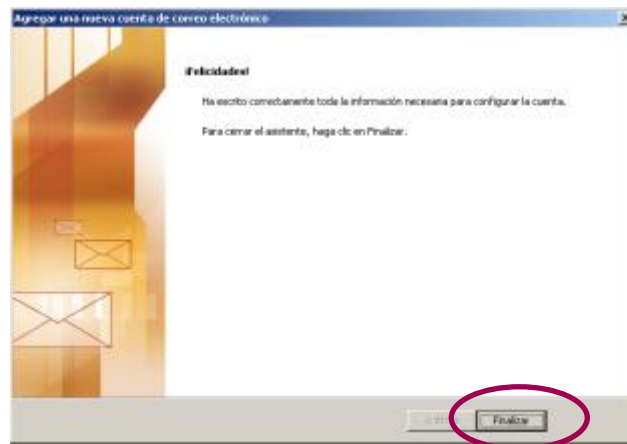 Agregar una nueva cuenta de correo electrónico
¡Felicidades!
Ha escrito correctamente toda la información necesaria para configurar la cuenta.
Para cerrar el asistente, haga clic en Finalizar.
Finalizar